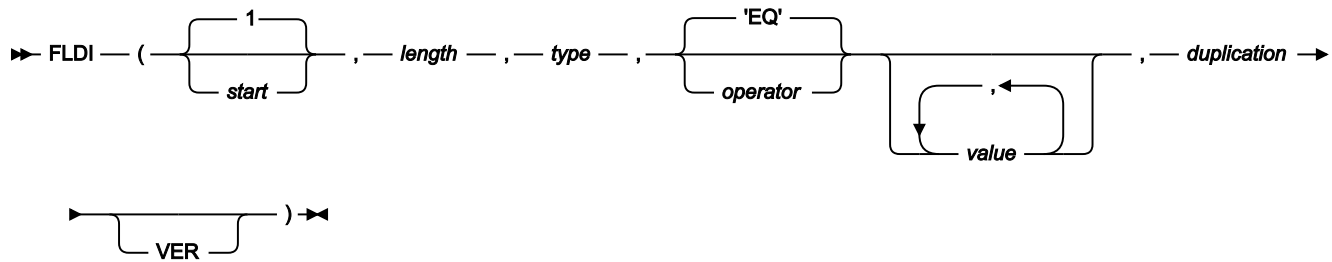 1 'EQ'
FLDI ( , length , type , , duplication
start operator ,
value
)
VER